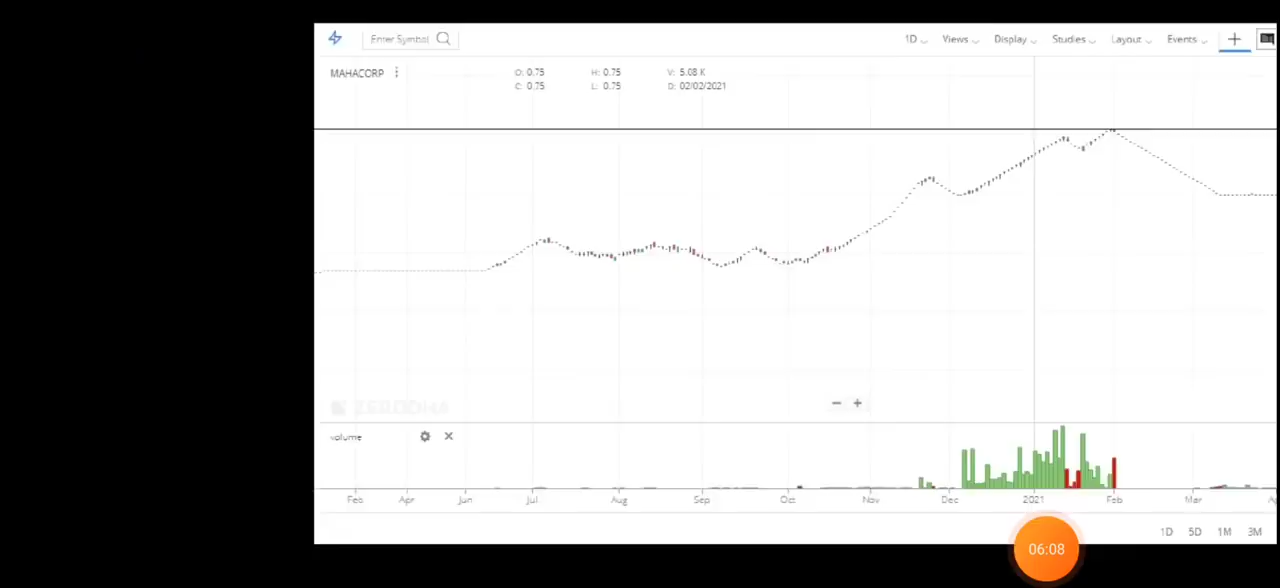 Enter Symbol 1D Views Display Studies Layout Events
MAHACORP O: 0.75 H: 0.75 V: 5.08 K
C: 0.75 L: 0.75 D: 02/02/2021
ZERODHA
volume
Feb Apr Jun Jul Aug Sep Oct Nov Dec 2021 Feb Mar
1D 5D 1M 3M
06:08